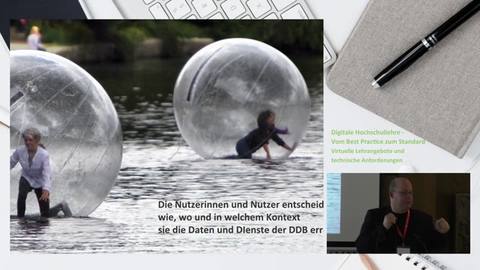 Die Nutzerinnen und Nutzer entscheid
wie, wo und in welchem Kontext
sie die Daten und DIenste der DDB err
Digitale Hochschullehre -
Vom Best Practice zum Standard
Virtuelle Lehrangebote und
technische Anforderungen